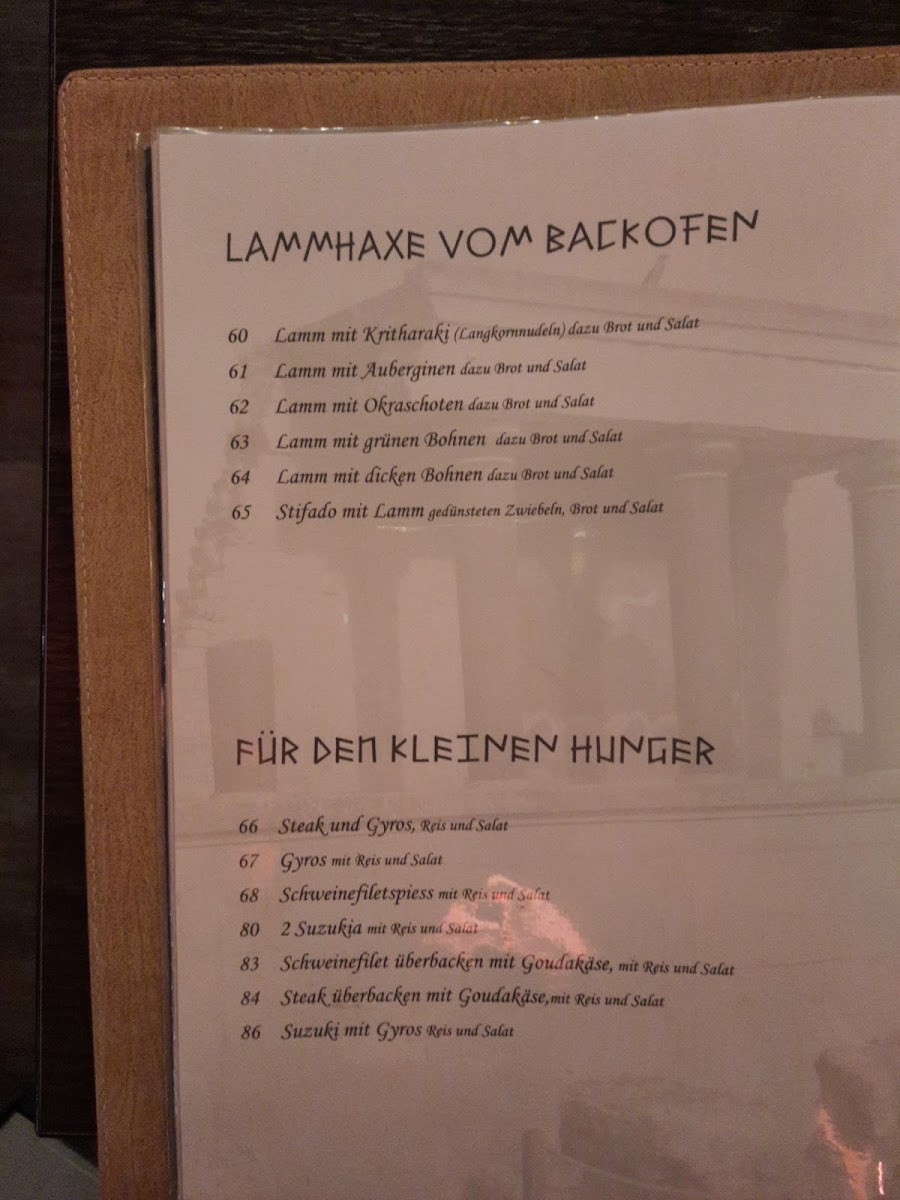 LAMMHAXE VOM BACKOFEN
60 Lamm mit Kritharaki (Langkornnudeln) dazu Brot und Salat
61 Lamm mit Auberginen dazu Brot und Salat
62 Lamm mit Okraschoten dazu Brot und Salat
63 Lamm mit grünen Bohnen dazu Brot und Salat
64 Lamm mit dicken Bohnen dazu Brot und Salat
65 Stifado mit Lamm gedünsteten Zwiebeln, Brot und Salat
FÜR DEN KLEINEN HUNGER
66 Steak und Gyros, Reis und Salat
67 Gyros mit Reis und Salat
68 Schweinefiletspiess mit Reis und Salat
80 2 Suzukia mit Reis und Salat
83 Schweinefilet überbacken mit Goudakäse, mit Reis und Salat
84 Steak überbacken mit Goudakäse,mit Reis und Salat
86 Suzuki mit Gyros Reis und Salat